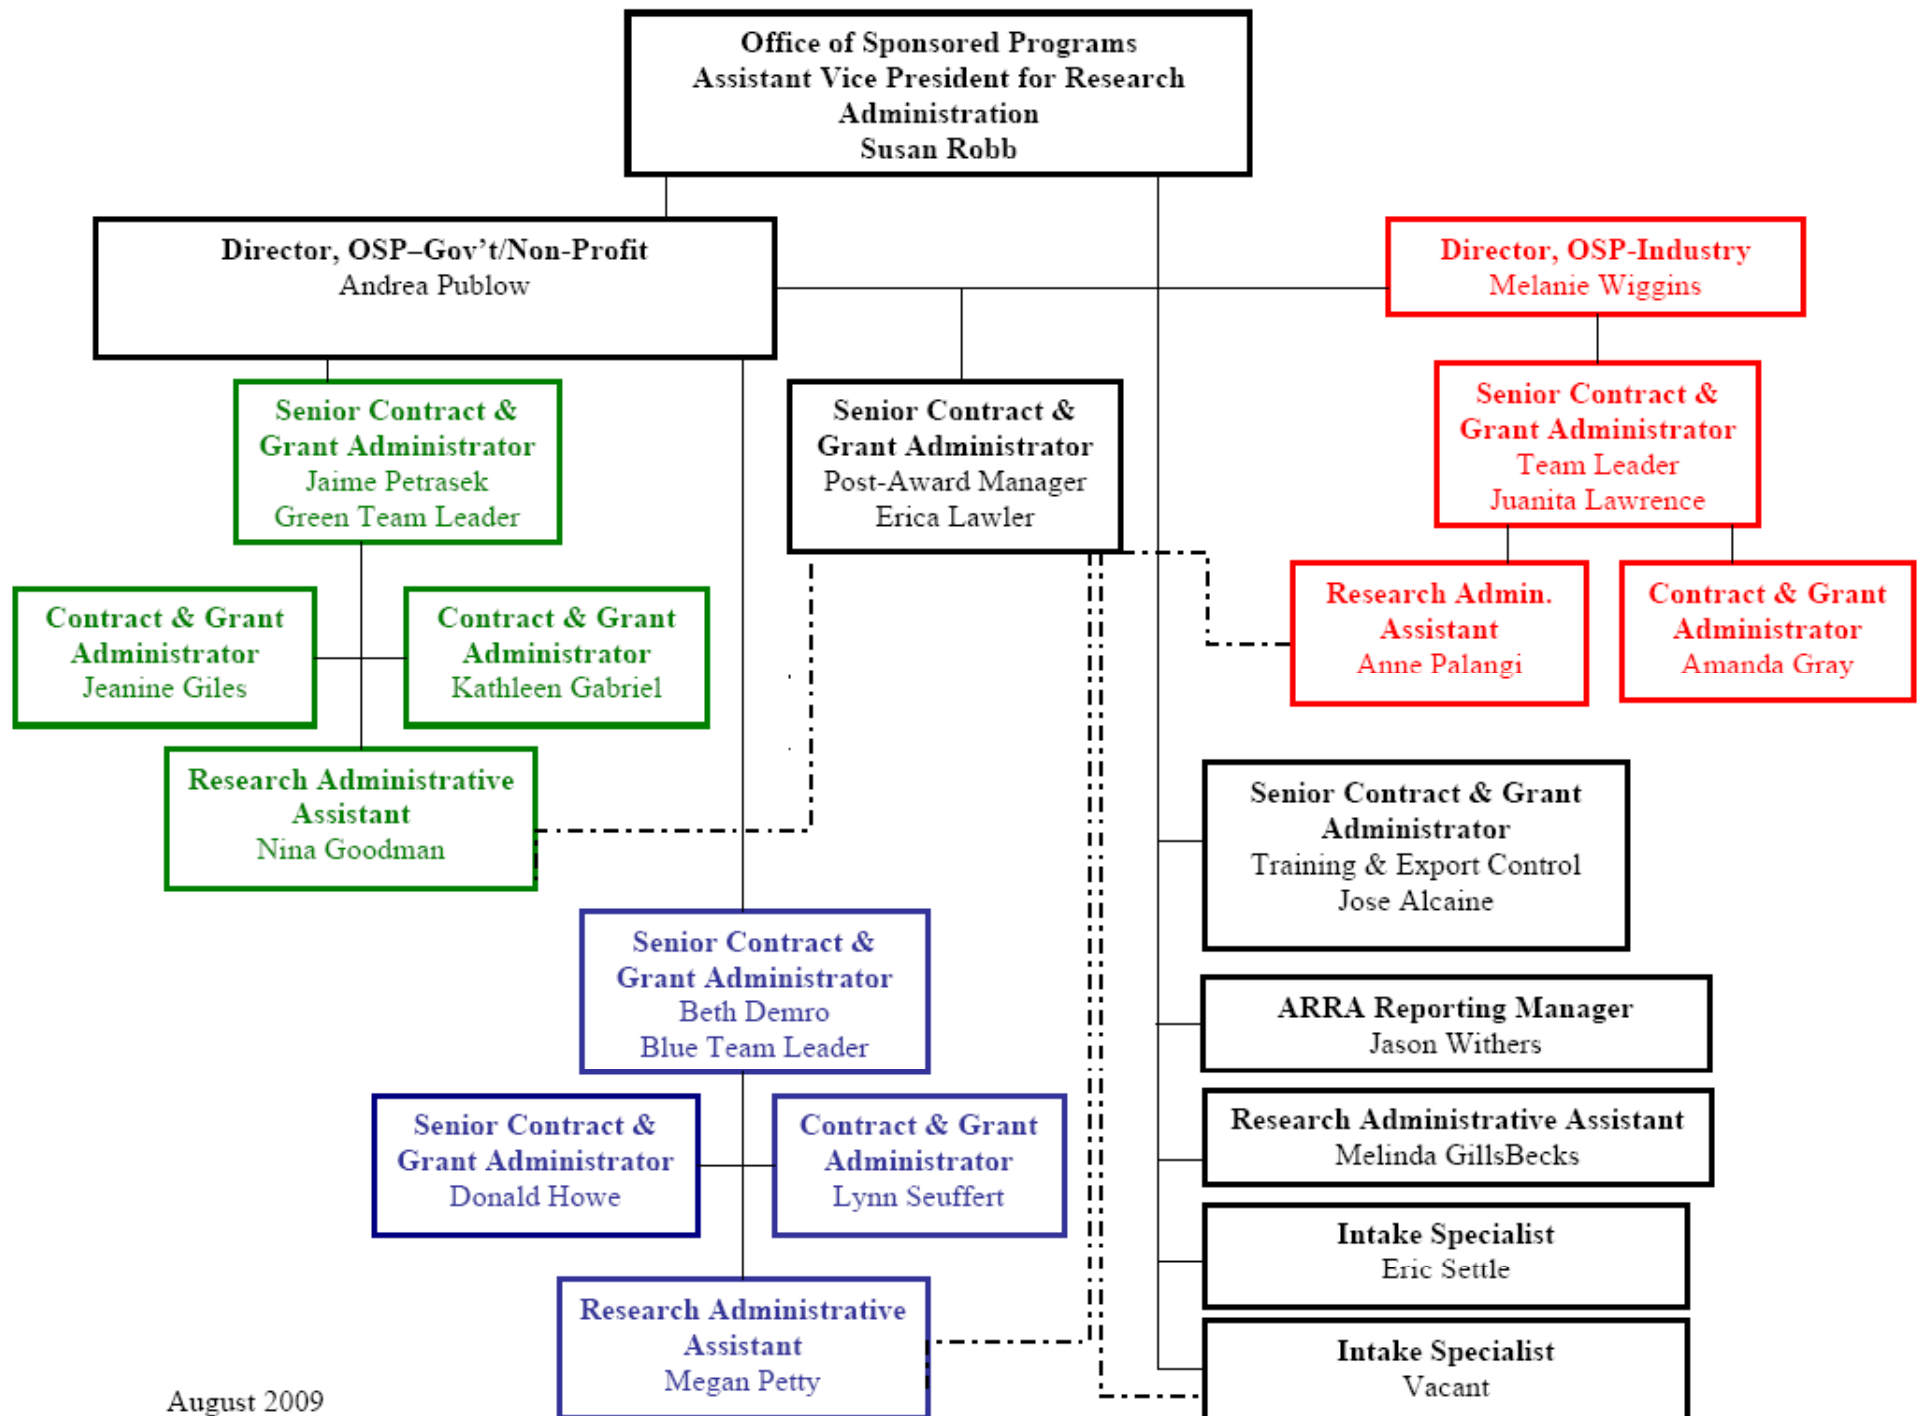 Office of Sponsored Programs
Assistant Vice President for Research
Administration
Susan Robb
Director, OSP–Gov't/Non-Profit
Andrea Publow
Director, OSP-Industry
Melanie Wiggins
Senior Contract &
Grant Administrator
Jaime Petrasek
Green Team Leader
Senior Contract &
Grant Administrator
Post-Award Manager
Erica Lawler
Senior Contract &
Grant Administrator
Team Leader
Juanita Lawrence
Contract & Grant
Administrator
Jeanine Giles
Contract & Grant
Administrator
Kathleen Gabriel
Research Admin.
Assistant
Anne Palangi
Contract & Grant
Administrator
Amanda Gray
Research Administrative
Assistant
Nina Goodman
Senior Contract & Grant
Administrator
Training & Export Control
Jose Alcaine
Senior Contract &
Grant Administrator
Beth Demro
Blue Team Leader
ARRA Reporting Manager
Jason Withers
Senior Contract &
Grant Administrator
Donald Howe
Contract & Grant
Administrator
Lynn Seuffert
Research Administrative Assistant
Melinda GillsBecks
Intake Specialist
Eric Settle
Research Administrative
Assistant
Megan Petty
Intake Specialist
Vacant
August 2009